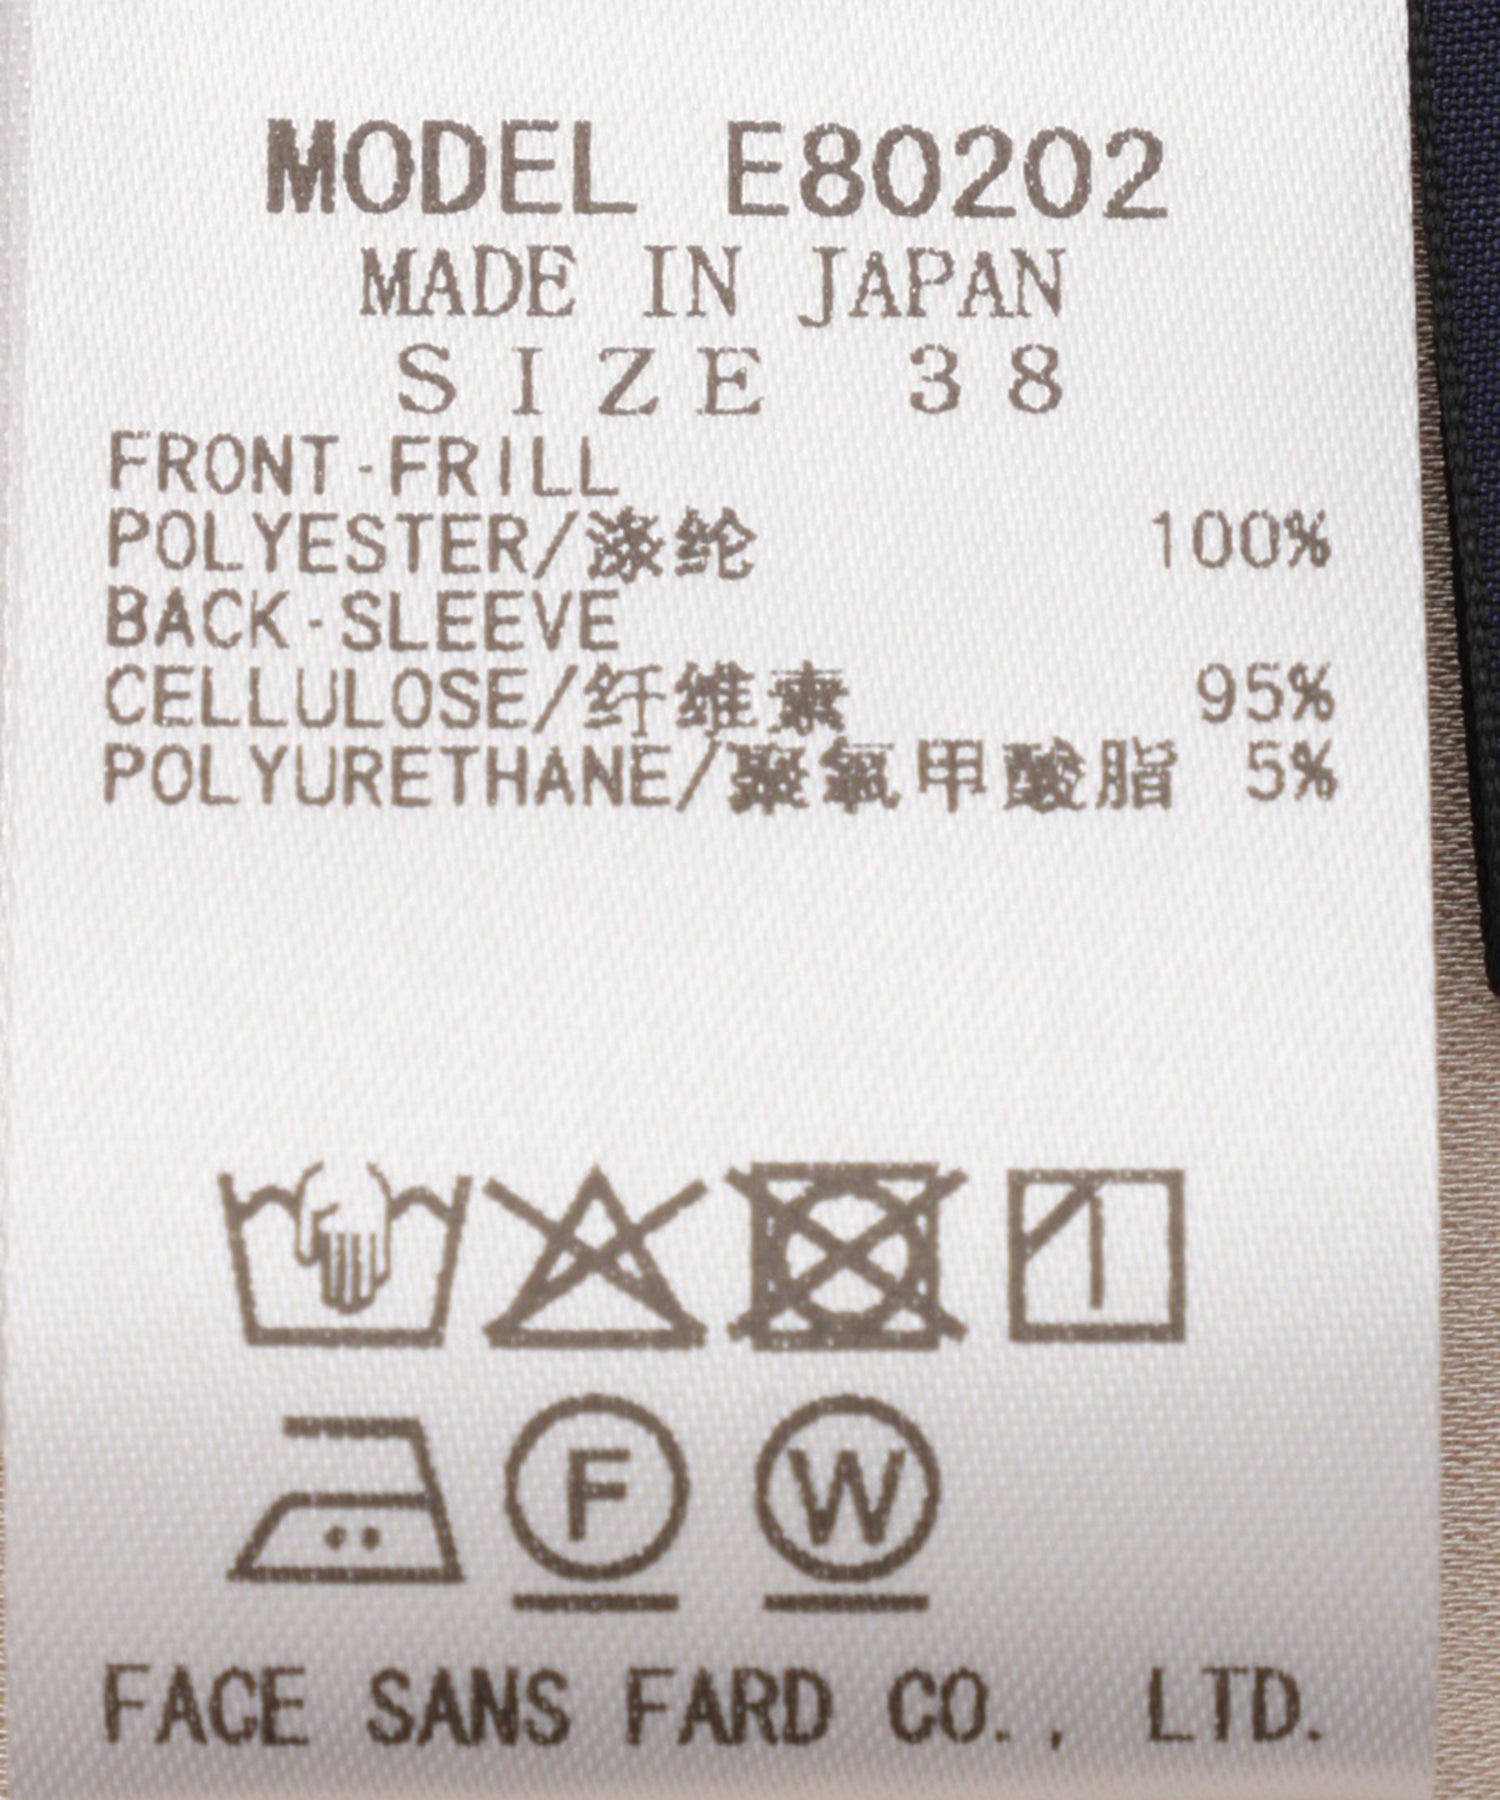 MODEL E80202
MADE IN JAPAN
SIZE 38
FRONT·FRILL
POLYESTER/涤纶 100%
BACK·SLEEVE
CELLULOSE/纤维素 95%
POLYURETHANE/聚氨甲酸脂 5%
F W
FACE SANS FARD CO., LTD.